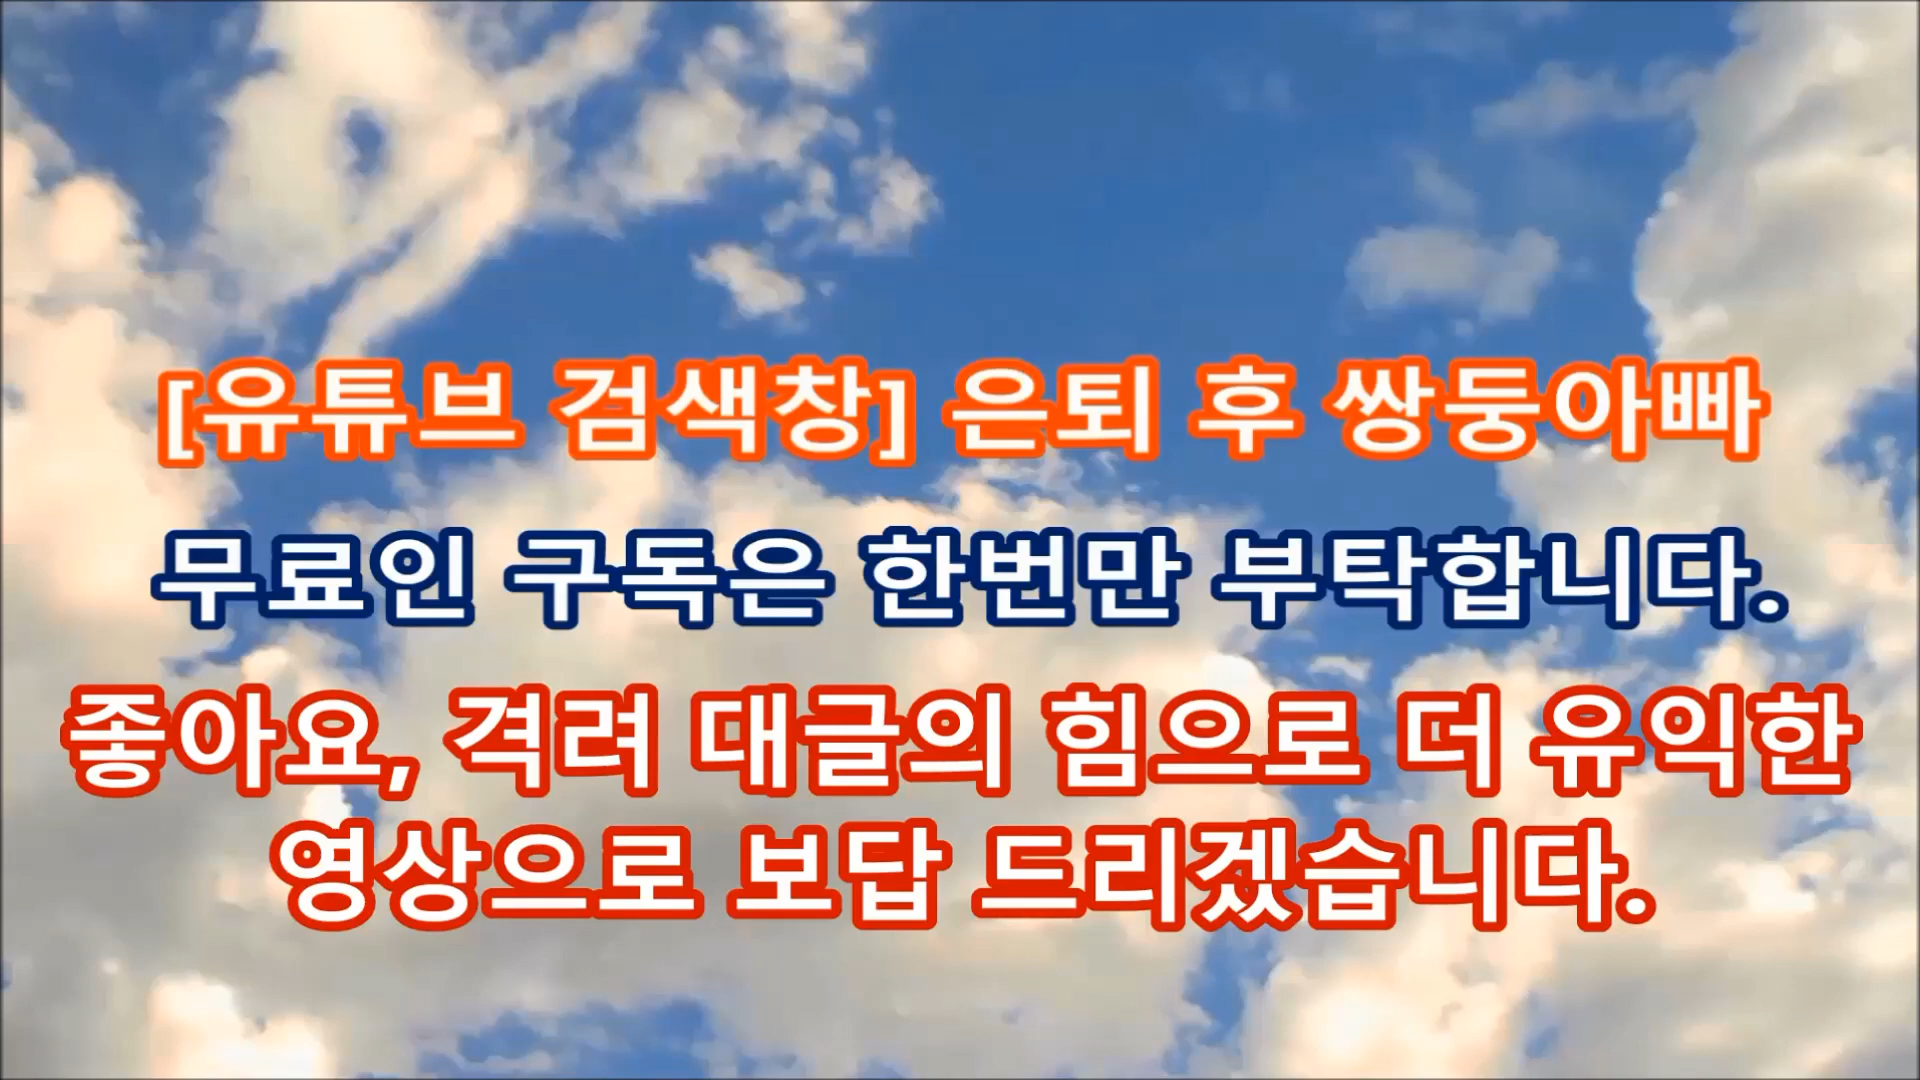 [유튜브 검색창] 은퇴 후 쌍둥아빠
무료인 구독은 한번만 부탁합니다.
좋아요, 격려 대글의 힘으로 더 유익한
영상으로 보답 드리겠습니다.